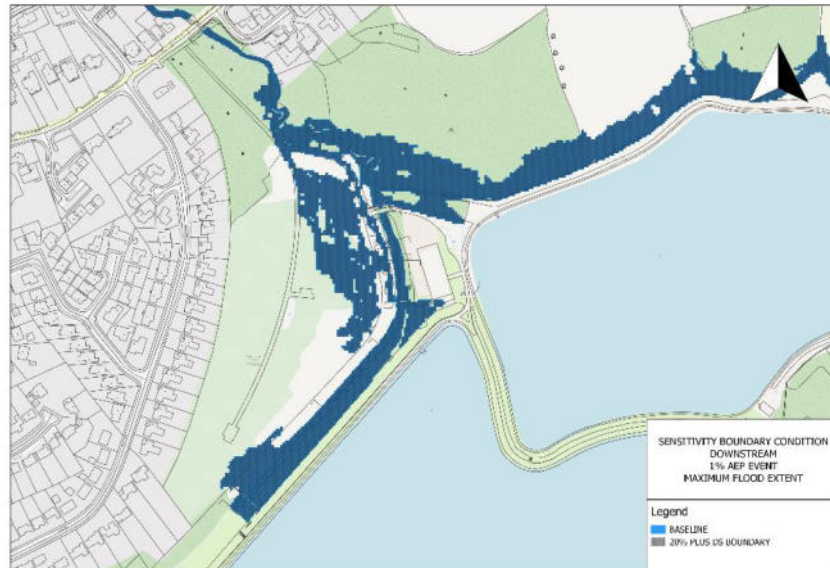 SENSITIVITY BOUNDARY CONDITION
DOWNSTREAM
1% AEP EVENT
MAXIMUM FLOOD EXTENT
Legend
BASELINE
20% PLUS DS BOUNDARY